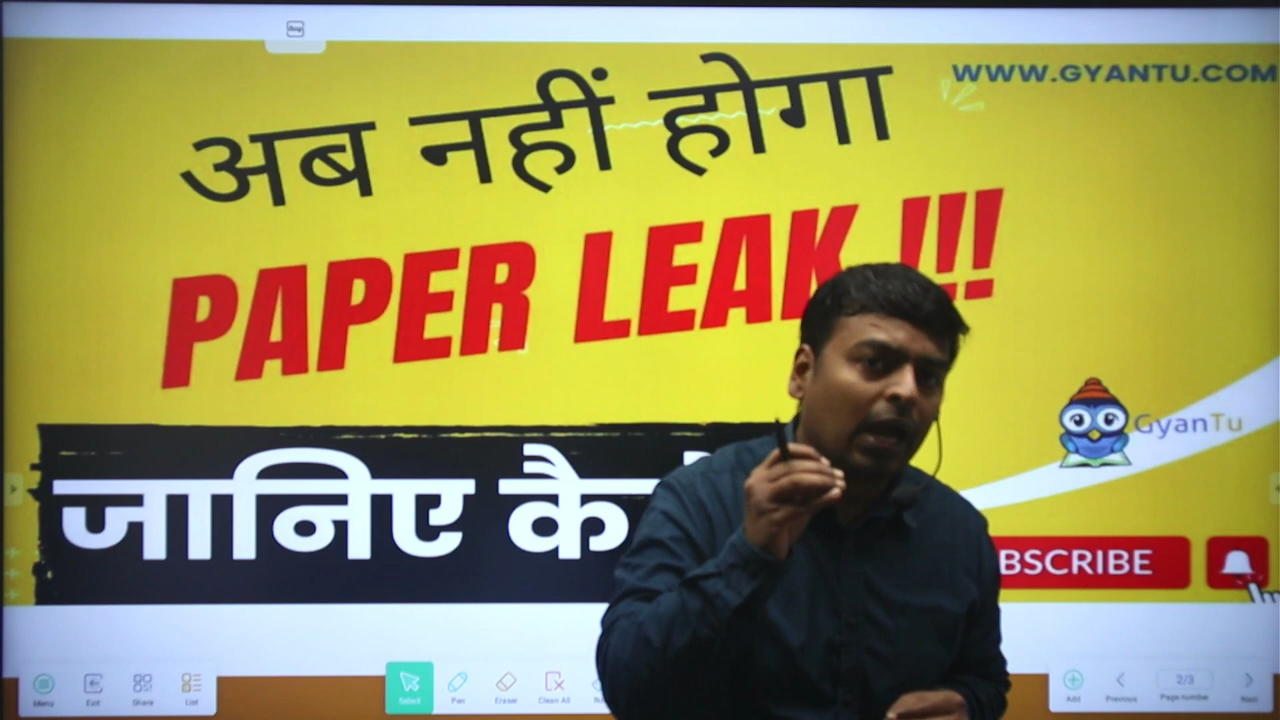 WWW.GYANTU.COM
अब नहीं होगा
PAPER LEAK !!!
जानिए
GyanTu
Menu
Exit
Share
List
Select
Pen
Eraser
Clean All
Add
Previous
2/3
Page number
Next